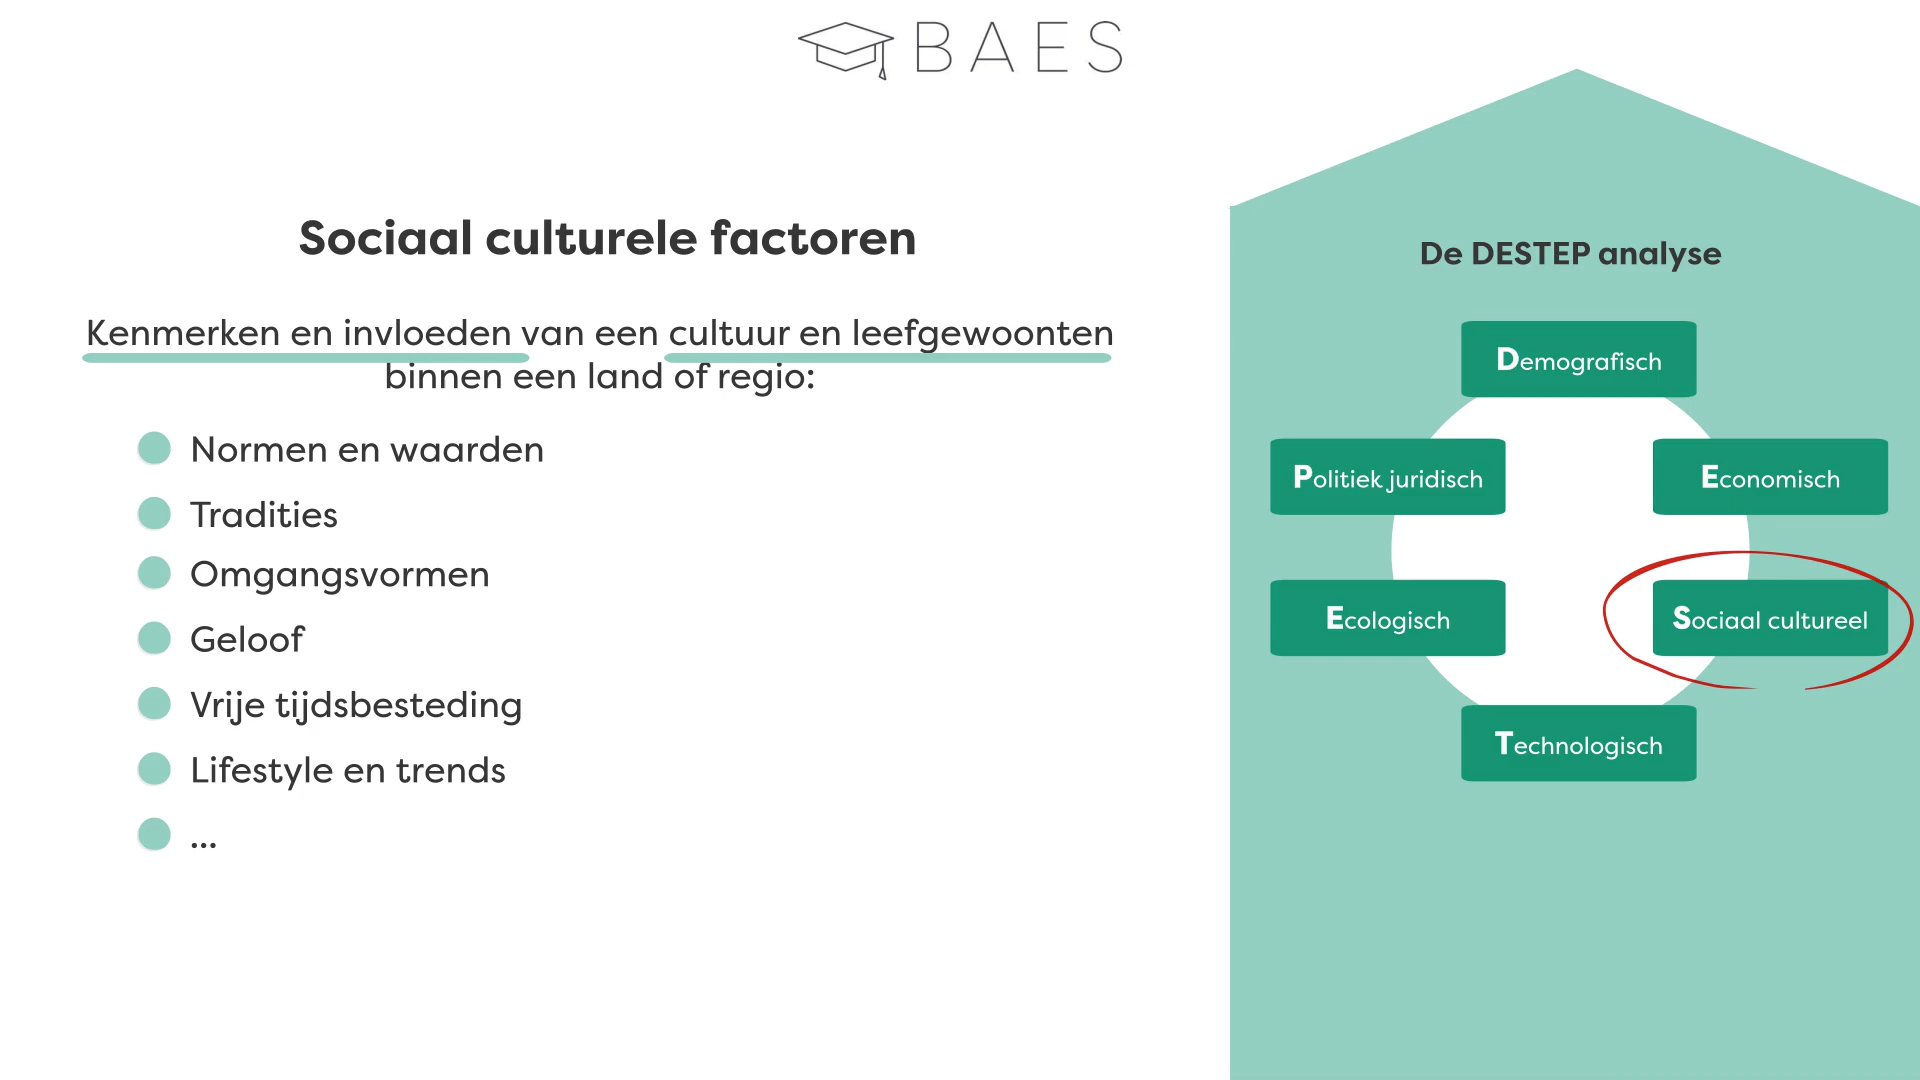 BAES
Sociaal culturele factoren
Kenmerken en invloeden van een cultuur en leefgewoonten
binnen een land of regio:
Normen en waarden
Tradities
Omgangsvormen
Geloof
Vrije tijdsbesteding
Lifestyle en trends
...
De DESTEP analyse
Demografisch
Politiek juridisch
Economisch
Ecologisch
Sociaal cultureel
Technologisch